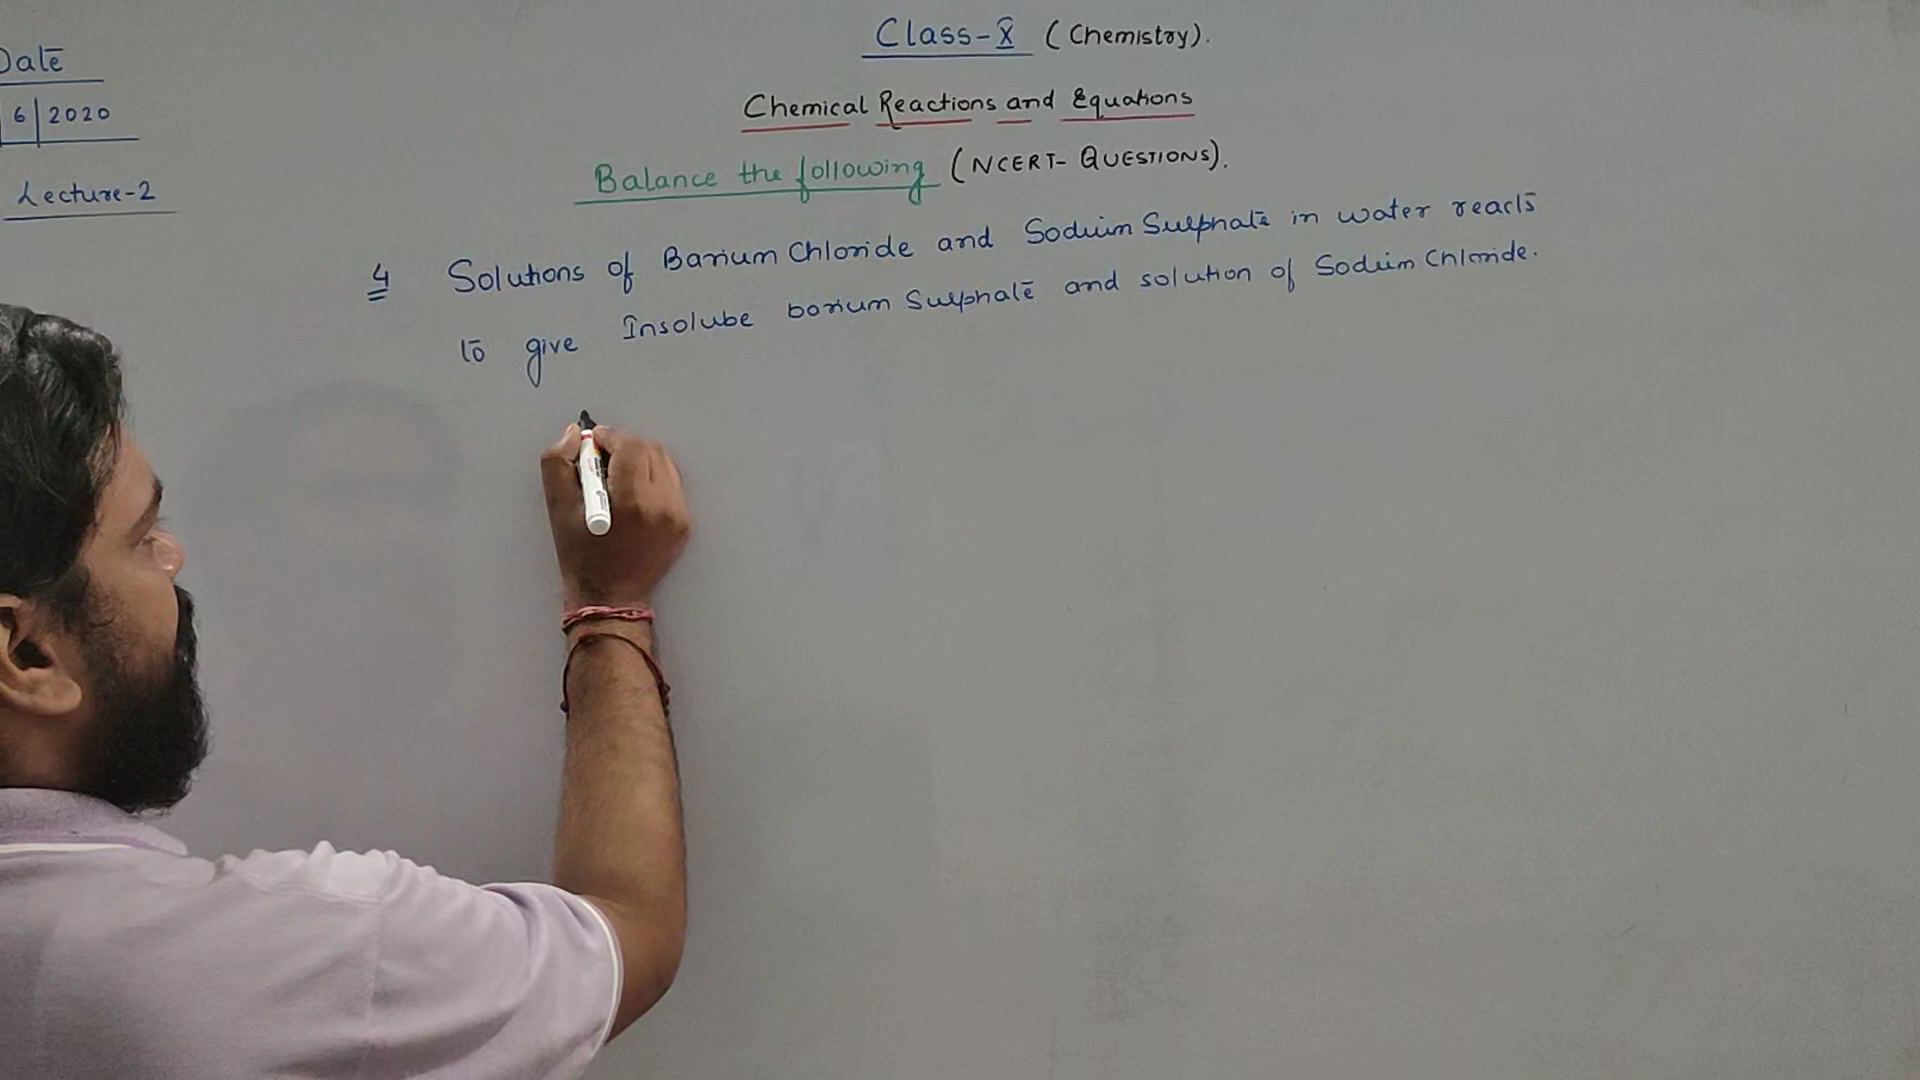 Class-X (Chemistry).
Date
6|2020
Chemical Reactions and Equations
Lecture-2
Balance the following (NCERT- QUESTIONS).
4 Solutions of Barium Chloride and Sodium Sulphate in water reacts
to give Insolube barium Sulphate and solution of Sodium Chloride.